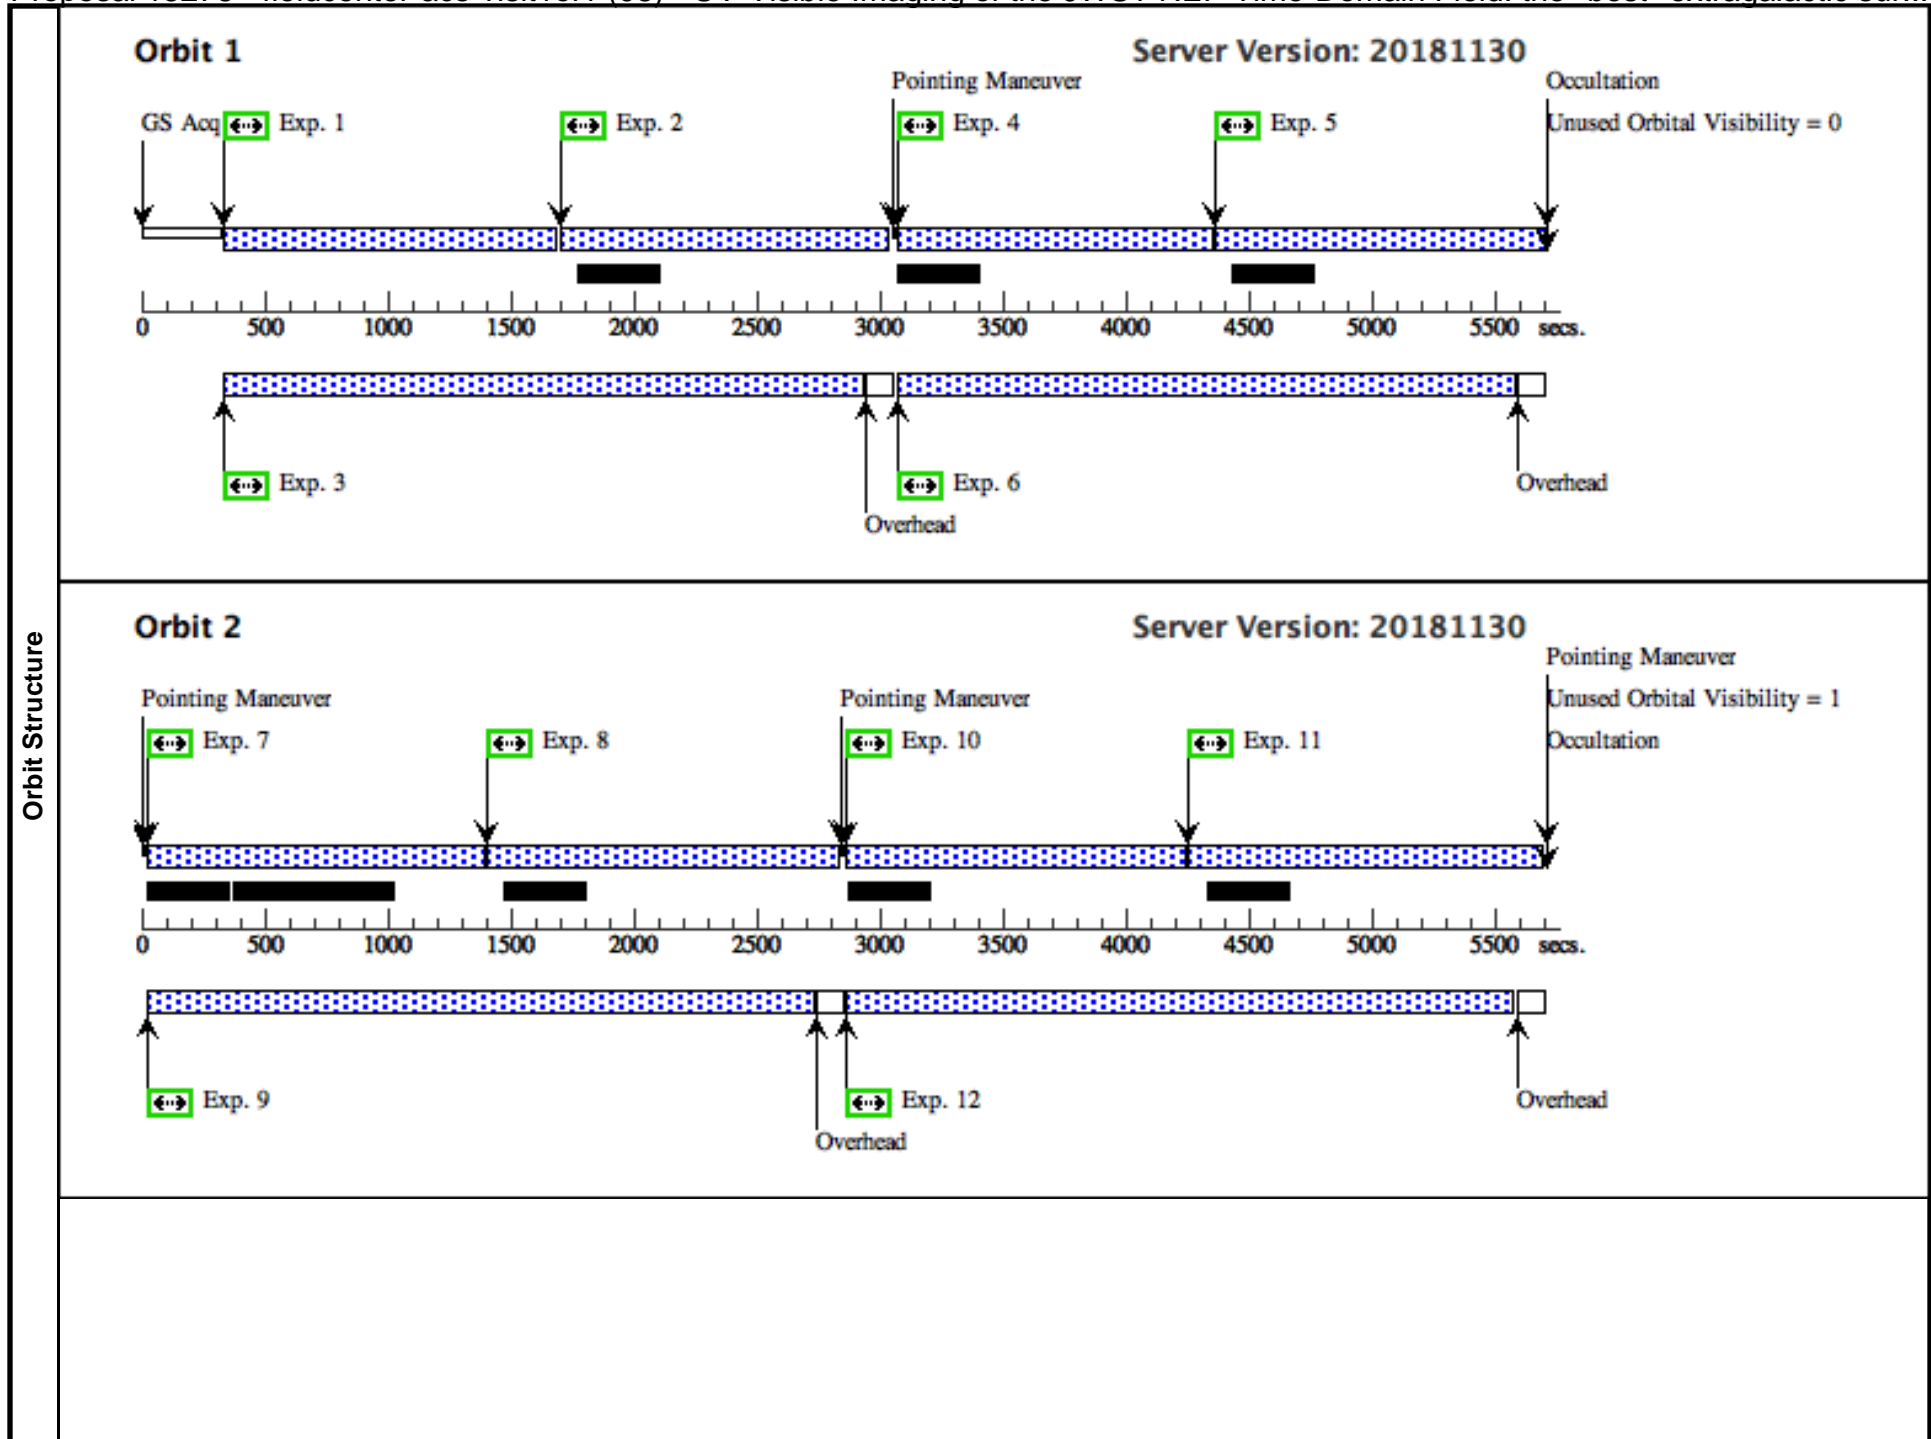 Orbit Structure
Orbit 1
Server Version: 20181130
Pointing Maneuver
Occultation
GS Acq
Exp. 1
Exp. 2
Exp. 4
Exp. 5
Unused Orbital Visibility = 0
0 500 1000 1500 2000 2500 3000 3500 4000 4500 5000 5500 secs.
Exp. 3
Exp. 6
Overhead
Overhead
Orbit 2
Server Version: 20181130
Pointing Maneuver
Pointing Maneuver
Pointing Maneuver
Unused Orbital Visibility = 1
Exp. 7
Exp. 8
Exp. 10
Exp. 11
Occultation
0 500 1000 1500 2000 2500 3000 3500 4000 4500 5000 5500 secs.
Exp. 9
Exp. 12
Overhead
Overhead